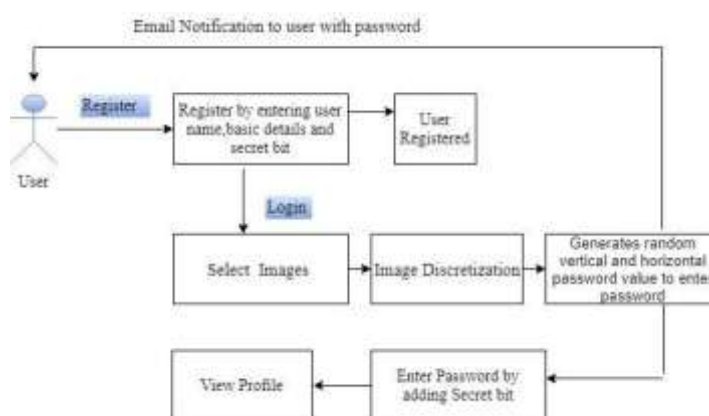 Email Notification to user with password
Register
Register by entering user
name,basic details and
secret bit
User
Registered
User
Login
Select Images
Image Discretization
Generates random
vertical and horizontal
password value to enter
password
View Profile
Enter Password by
adding Secret bit